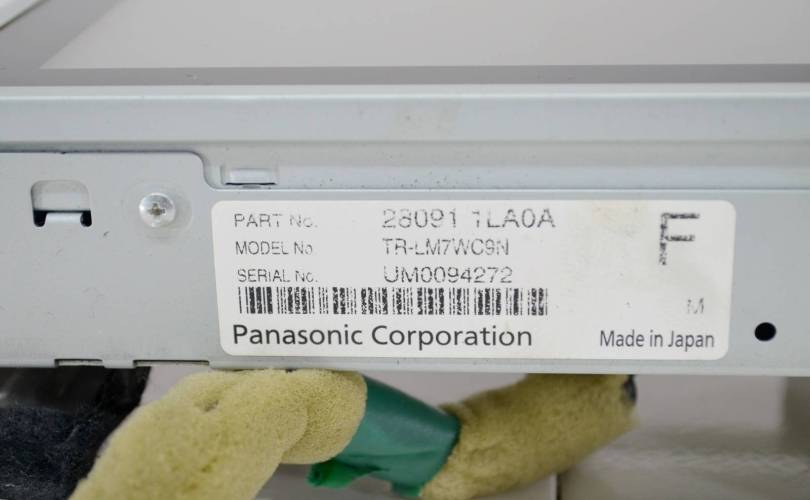 PART No. 28091 1LA0A
MODEL No. TR-LM7WC9N
SERIAL No. UM0094272
F
M
Panasonic Corporation
Made in Japan